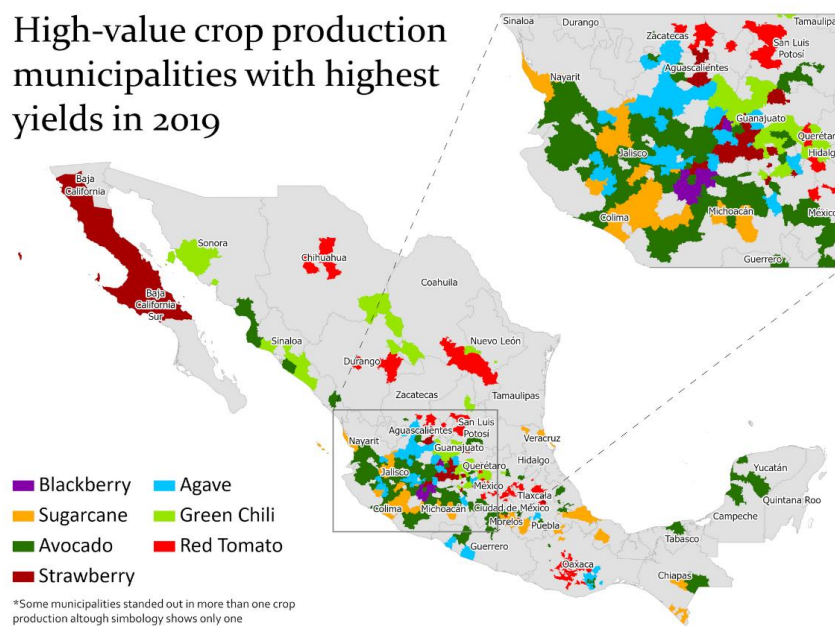 High-value crop production
municipalities with highest
yields in 2019
Sinaloa
Durango
Zacatecas
Tamaulipa
San Luis
Potosí
Aguascalientes
Nayarit
Guanajuato
Querétar
Hidalg
Jalisco
Colima
Michoacán
México
Guerrero
Baja
California
Sonora
Chihuahua
Coahuila
Baja
California
Sur
Sinaloa
Durango
Nuevo León
Zacatecas
Tamaulipas
San Luis
Potosí
Aguascalientes
Nayarit
Guanajuato
Veracruz
Jalisco
Querétaro
Hidalgo
México
Tlaxcala
Colima
Michoacán
Ciudad de México
Morelos
Puebla
Guerrero
Oaxaca
Yucatán
Quintana Roo
Campeche
Tabasco
Chiapas
Blackberry
Agave
Sugarcane
Green Chili
Avocado
Red Tomato
Strawberry
*Some municipalities standed out in more than one crop
production altough simbology shows only one